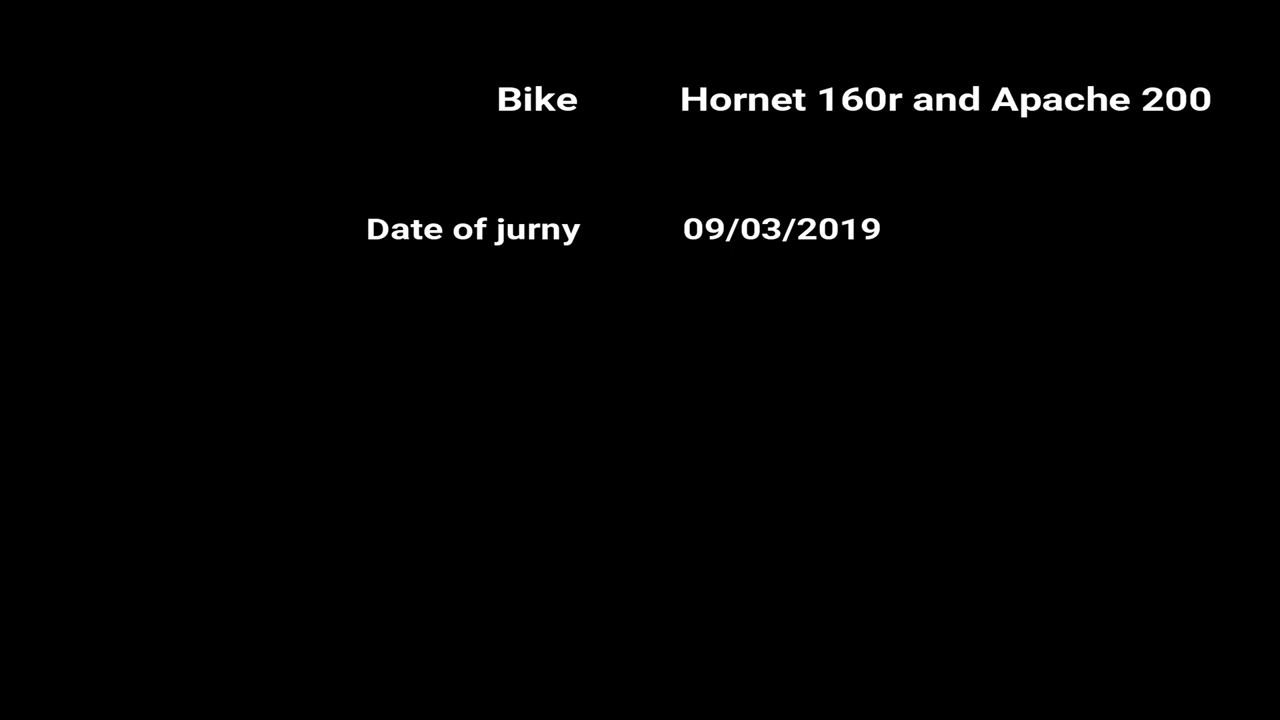 Bike Hornet 160r and Apache 200
Date of jurny 09/03/2019